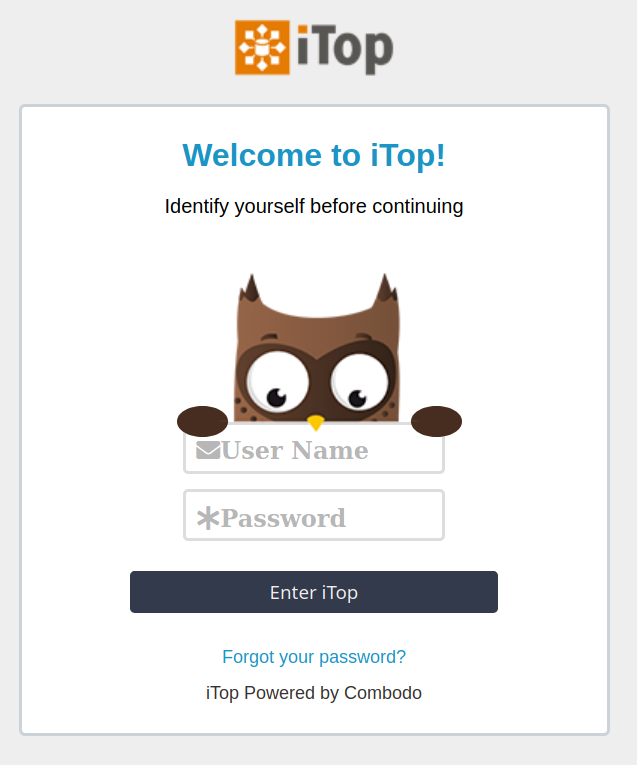 iTop
Welcome to iTop!
Identify yourself before continuing
User Name
Password
Enter iTop
Forgot your password?
iTop Powered by Combodo